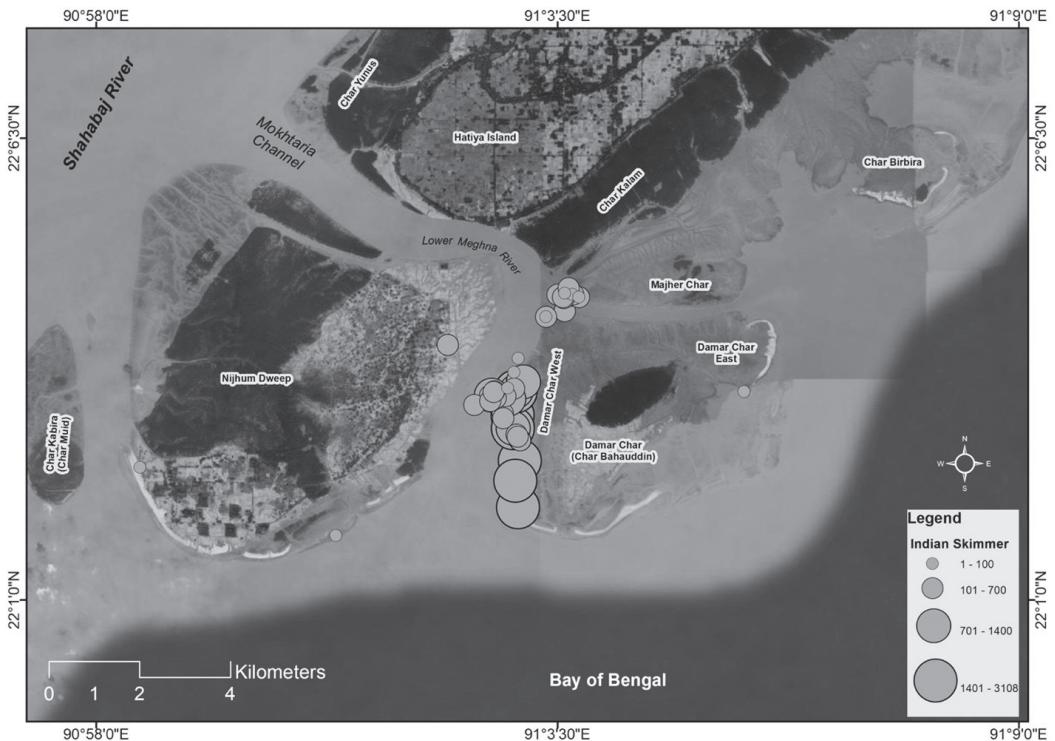 90°58'0"E
91°3'30"E
91°9'0"E
22°6'30"N
22°6'30"N
Shahabaj River
Char Yunus
Mokhtaria
Channel
Hatiya Island
Char Birbira
Char Kalam
Lower Meghna
River
Majher Char
Damar Char
East
Nijhum Dweep
Damar Char West
Char Kabira
(Char Muid)
Damar Char
(Char Bahauddin)
N
W
E
S
Legend
Indian Skimmer
1 - 100
101 - 700
701 - 1400
1401 - 3108
22°1'0"N
22°1'0"N
Kilometers
0 1 2 4
Bay of Bengal
90°58'0"E
91°3'30"E
91°9'0"E